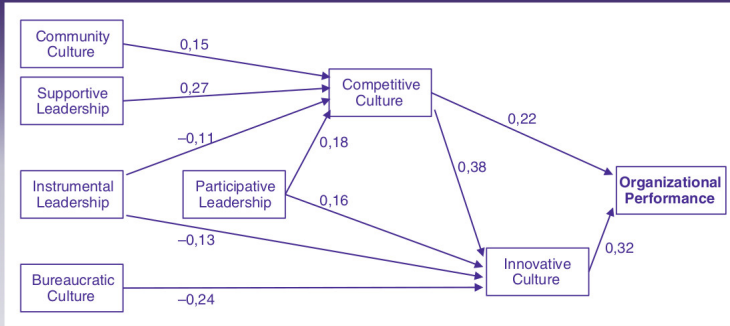 Community
Culture
0,15
Supportive
Leadership
0,27
Competitive
Culture
0,22
–0,11
0,18
0,38
Instrumental
Leadership
Participative
Leadership
0,16
Organizational
Performance
–0,13
Innovative
Culture
0,32
Bureaucratic
Culture
–0,24